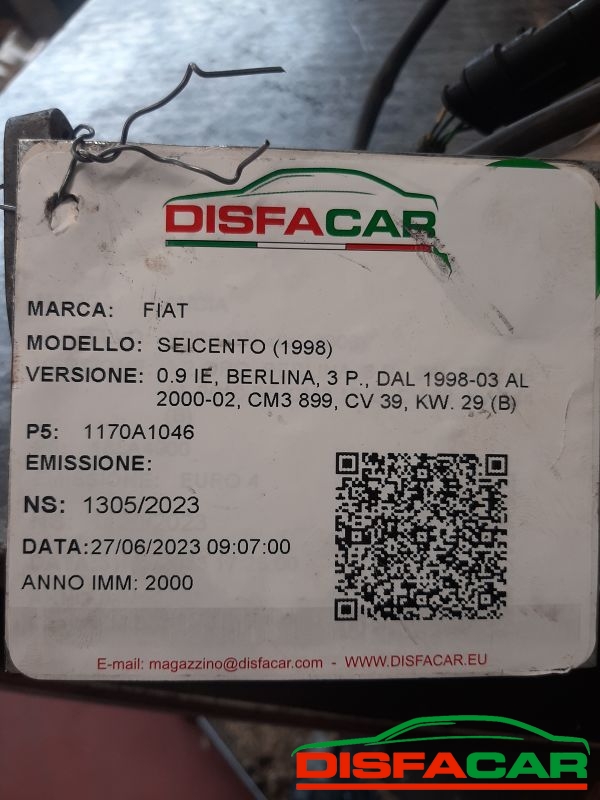 DISFACAR
MARCA: FIAT
MODELLO: SEICENTO (1998)
VERSIONE: 0.9 IE, BERLINA, 3 P., DAL 1998-03 AL
2000-02, CM3 899, CV 39, KW. 29 (B)
P5: 1170A1046
EMISSIONE:
NS: 1305/2023
DATA:27/06/2023 09:07:00
ANNO IMM: 2000
E-mail: magazzino@disfacar.com - WWW.DISFACAR.EU
DISFACAR